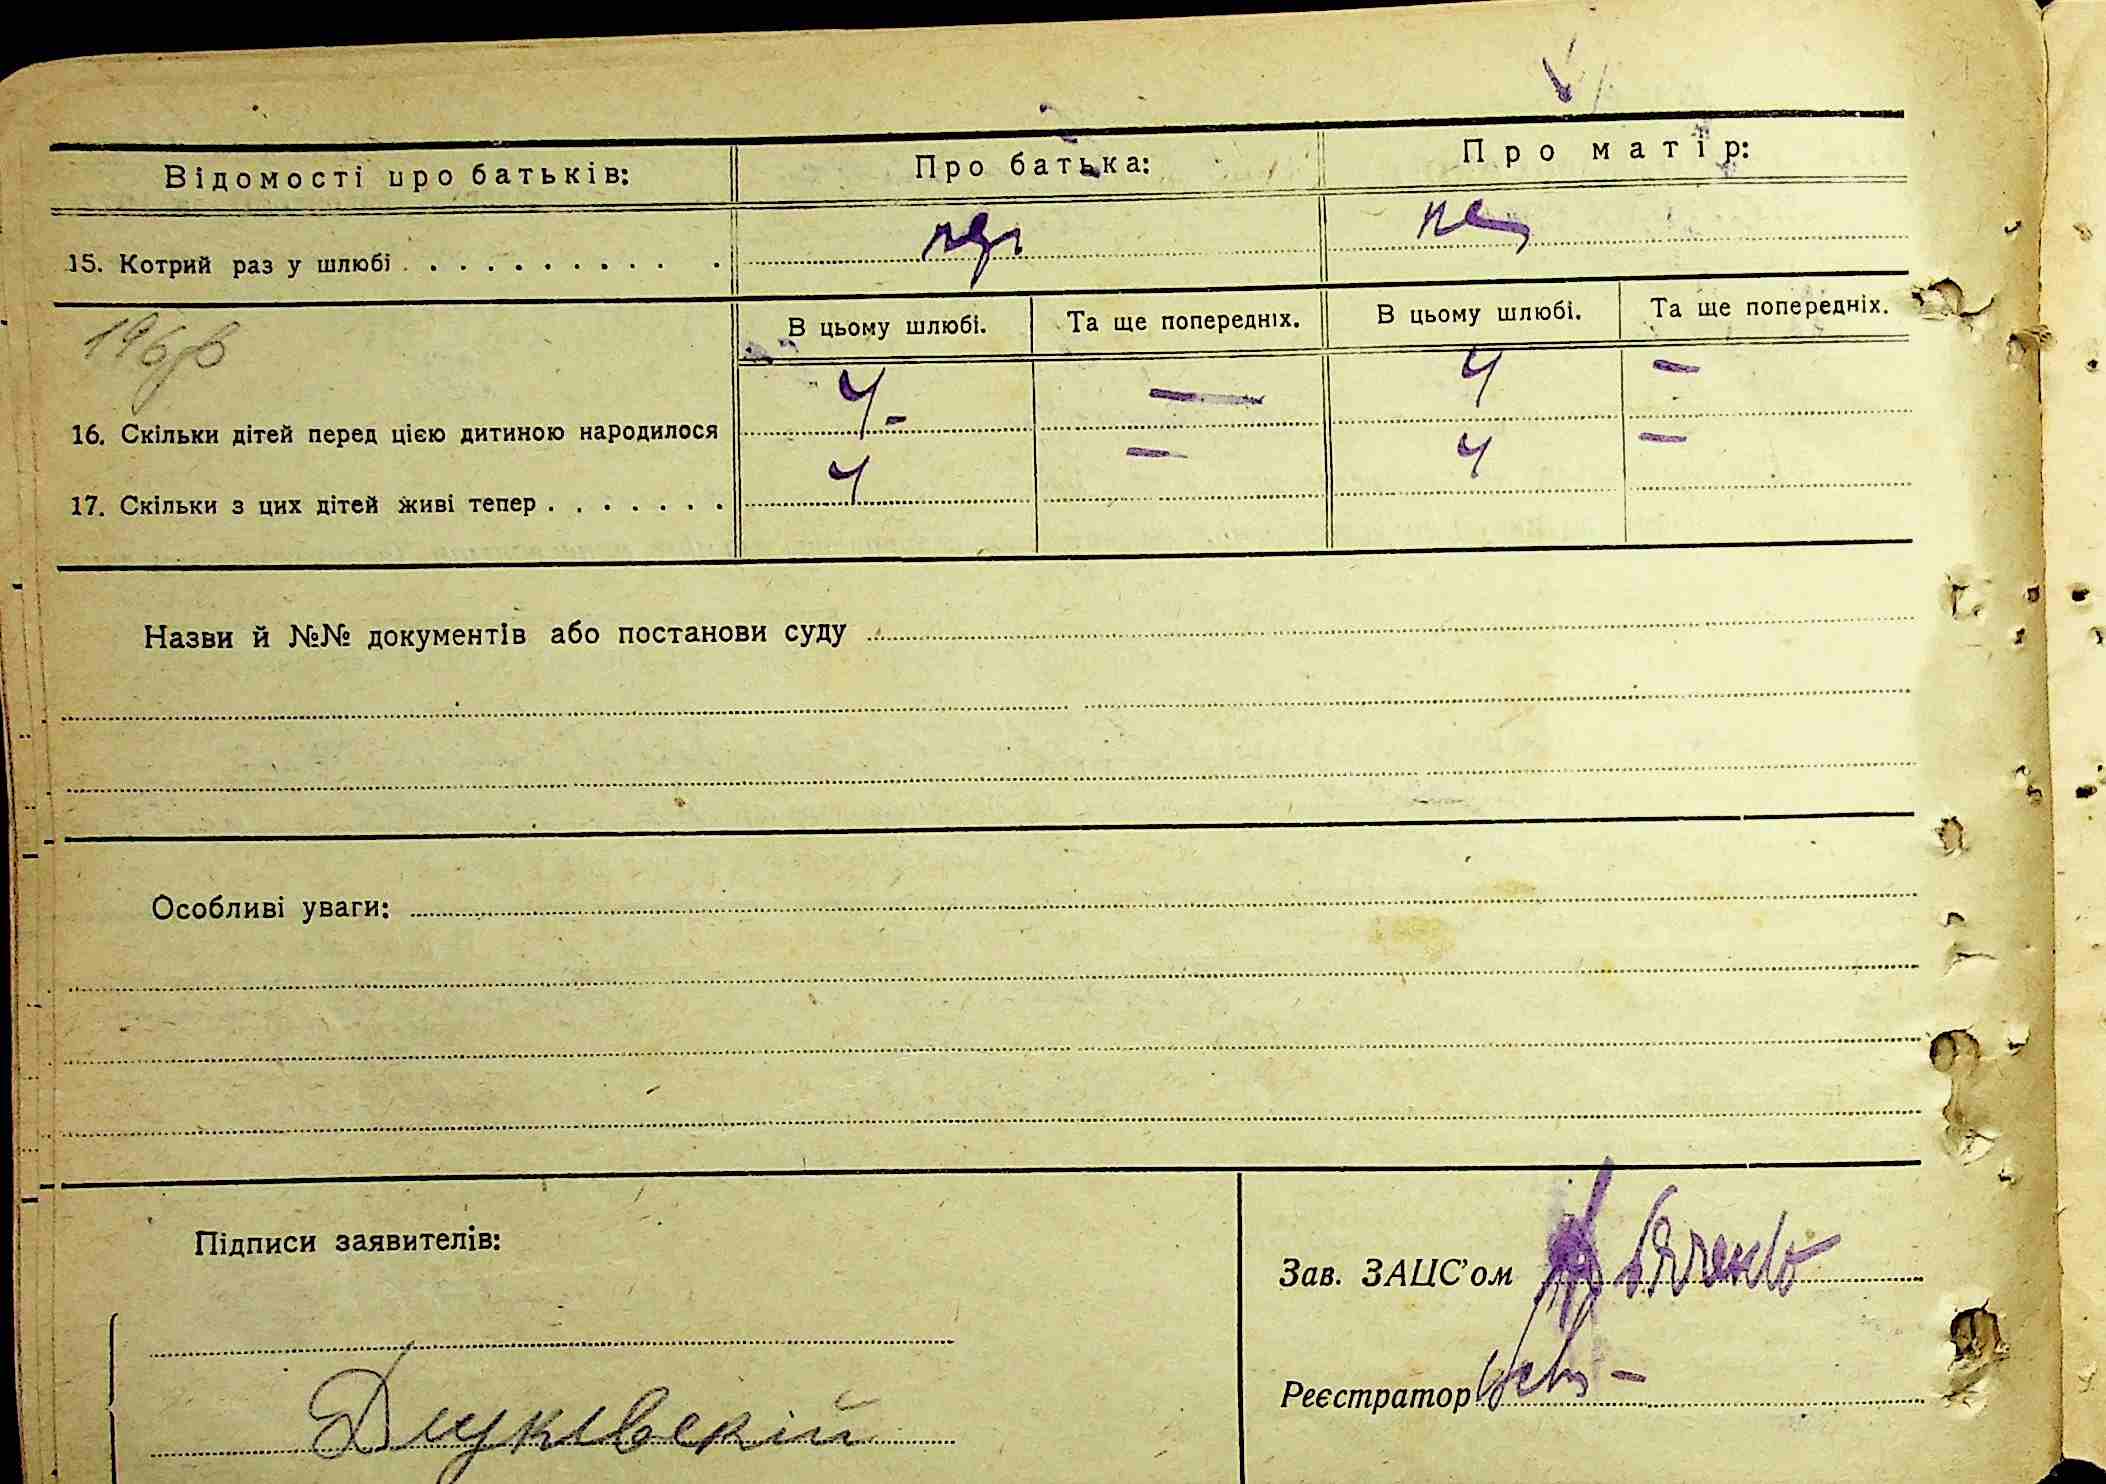 Відомості про батьків: Про батька: Про матір:
15. Котрий раз у шлюбі
В цьому шлюбі. Та ще попередніх. В цьому шлюбі. Та ще попередніх.
16. Скільки дітей перед цією дитиною народилося 4 — 4 —
17. Скільки з цих дітей живі тепер 4 — 4 —
Назви й №№ документів або постанови суду
Особливі уваги:
Підписи заявителів:
Зав. ЗАЦС'ом
Реєстратор